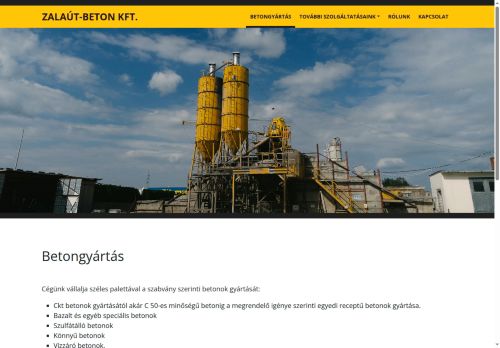 ZALAÚT-BETON KFT.
BETONGYÁRTÁS TOVÁBBI SZOLGÁLTATÁSAINK RÓLUNK KAPCSOLAT
Betongyártás
Cégünk vállalja széles palettával a szabvány szerinti betonok gyártását:
Ckt betonok gyártásától akár C 50-es minőségű betonig a megrendelő igénye szerinti egyedi receptű betonok gyártása.
Bazalt és egyéb speciális betonok
Szulfátálló betonok
Könnyű betonok
Vízzáró betonok.